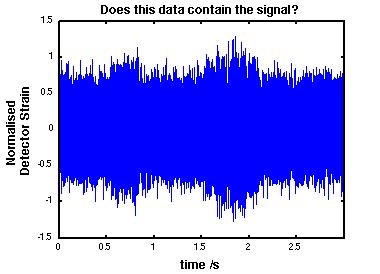 Does this data contain the signal?
1.5
1
0.5
0
-0.5
-1
-1.5
Normalised
Detector Strain
0 0.5 1 1.5 2 2.5
time /s